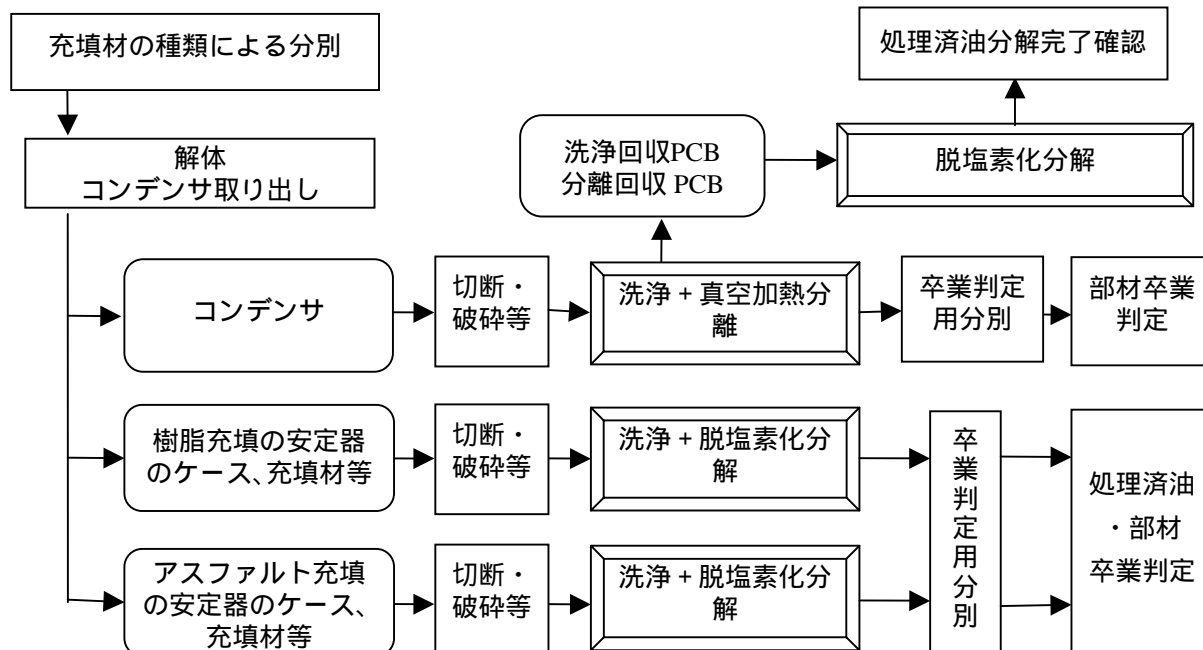 充填材の種類による分別
処理済油分解完了確認
解体
コンデンサ取り出し
洗浄回収PCB
分離回収 PCB
脱塩素化分解
コンデンサ
切断・
破砕等
洗浄 + 真空加熱分
離
卒業判定
用分別
部材卒業
判定
樹脂充填の安定器
のケース、充填材等
切断・
破砕等
洗浄 + 脱塩素化分
解
アスファルト充填
の安定器のケース、
充填材等
切断・
破砕等
洗浄 + 脱塩素化分
解
卒業判定用分別
処理済油
・部材
卒業判定